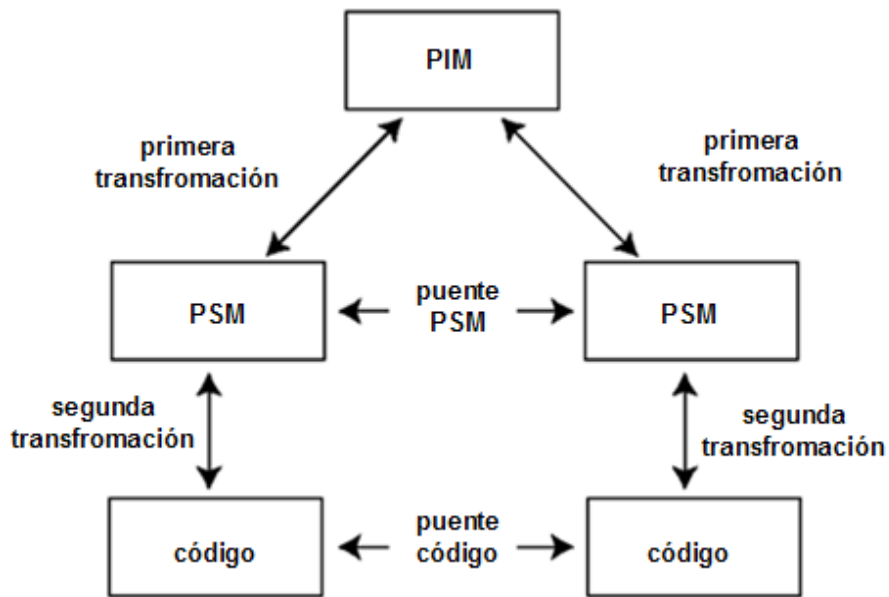 PIM
primera
transfromación
primera
transfromación
PSM
puente
PSM
PSM
segunda
transfromación
segunda
transfromación
código
puente
código
código